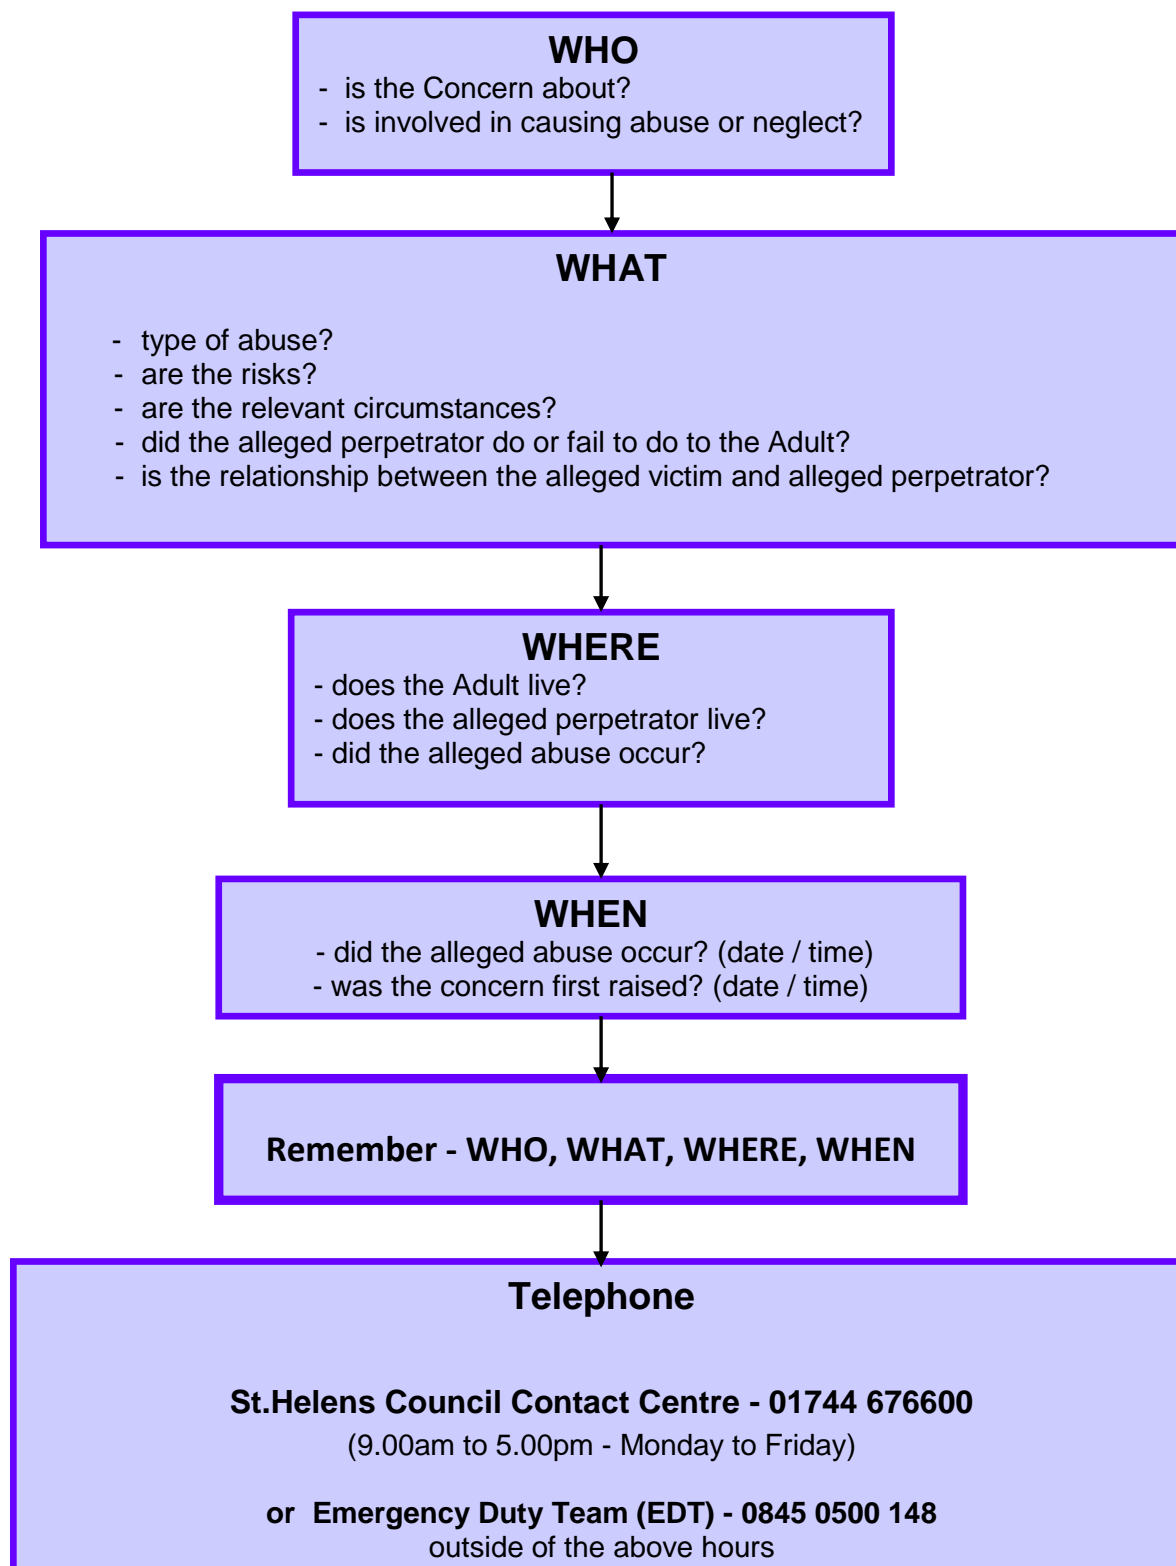 WHO
- is the Concern about?
- is involved in causing abuse or neglect?
WHAT
- type of abuse?
- are the risks?
- are the relevant circumstances?
- did the alleged perpetrator do or fail to do to the Adult?
- is the relationship between the alleged victim and alleged perpetrator?
WHERE
- does the Adult live?
- does the alleged perpetrator live?
- did the alleged abuse occur?
WHEN
- did the alleged abuse occur? (date / time)
- was the concern first raised? (date / time)
Remember - WHO, WHAT, WHERE, WHEN
Telephone
St.Helens Council Contact Centre - 01744 676600
(9.00am to 5.00pm - Monday to Friday)
or Emergency Duty Team (EDT) - 0845 0500 148
outside of the above hours